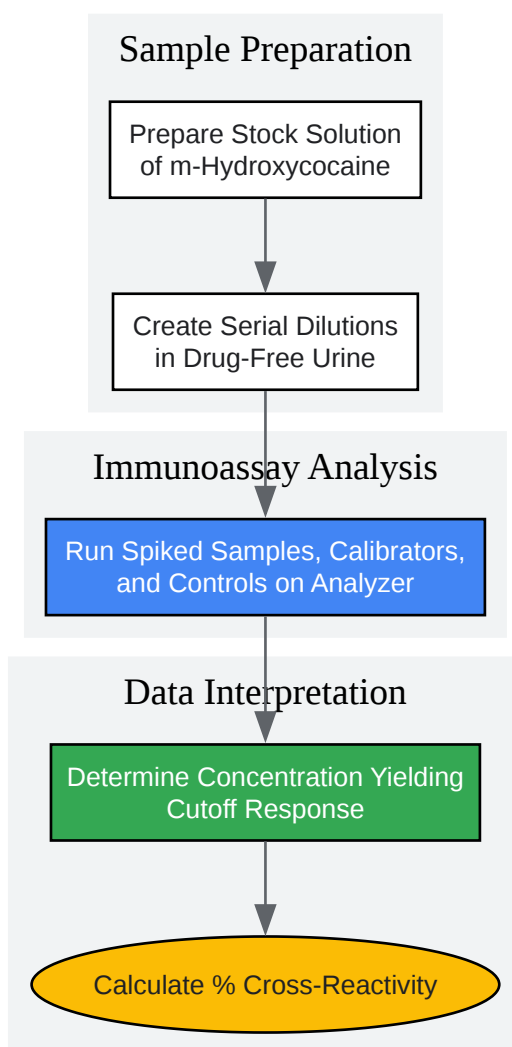 Sample Preparation
Prepare Stock Solution
of m-Hydroxycocaine
Create Serial Dilutions
in Drug-Free Urine
Immunoassay Analysis
Run Spiked Samples, Calibrators,
and Controls on Analyzer
Data Interpretation
Determine Concentration Yielding
Cutoff Response
Calculate % Cross-Reactivity